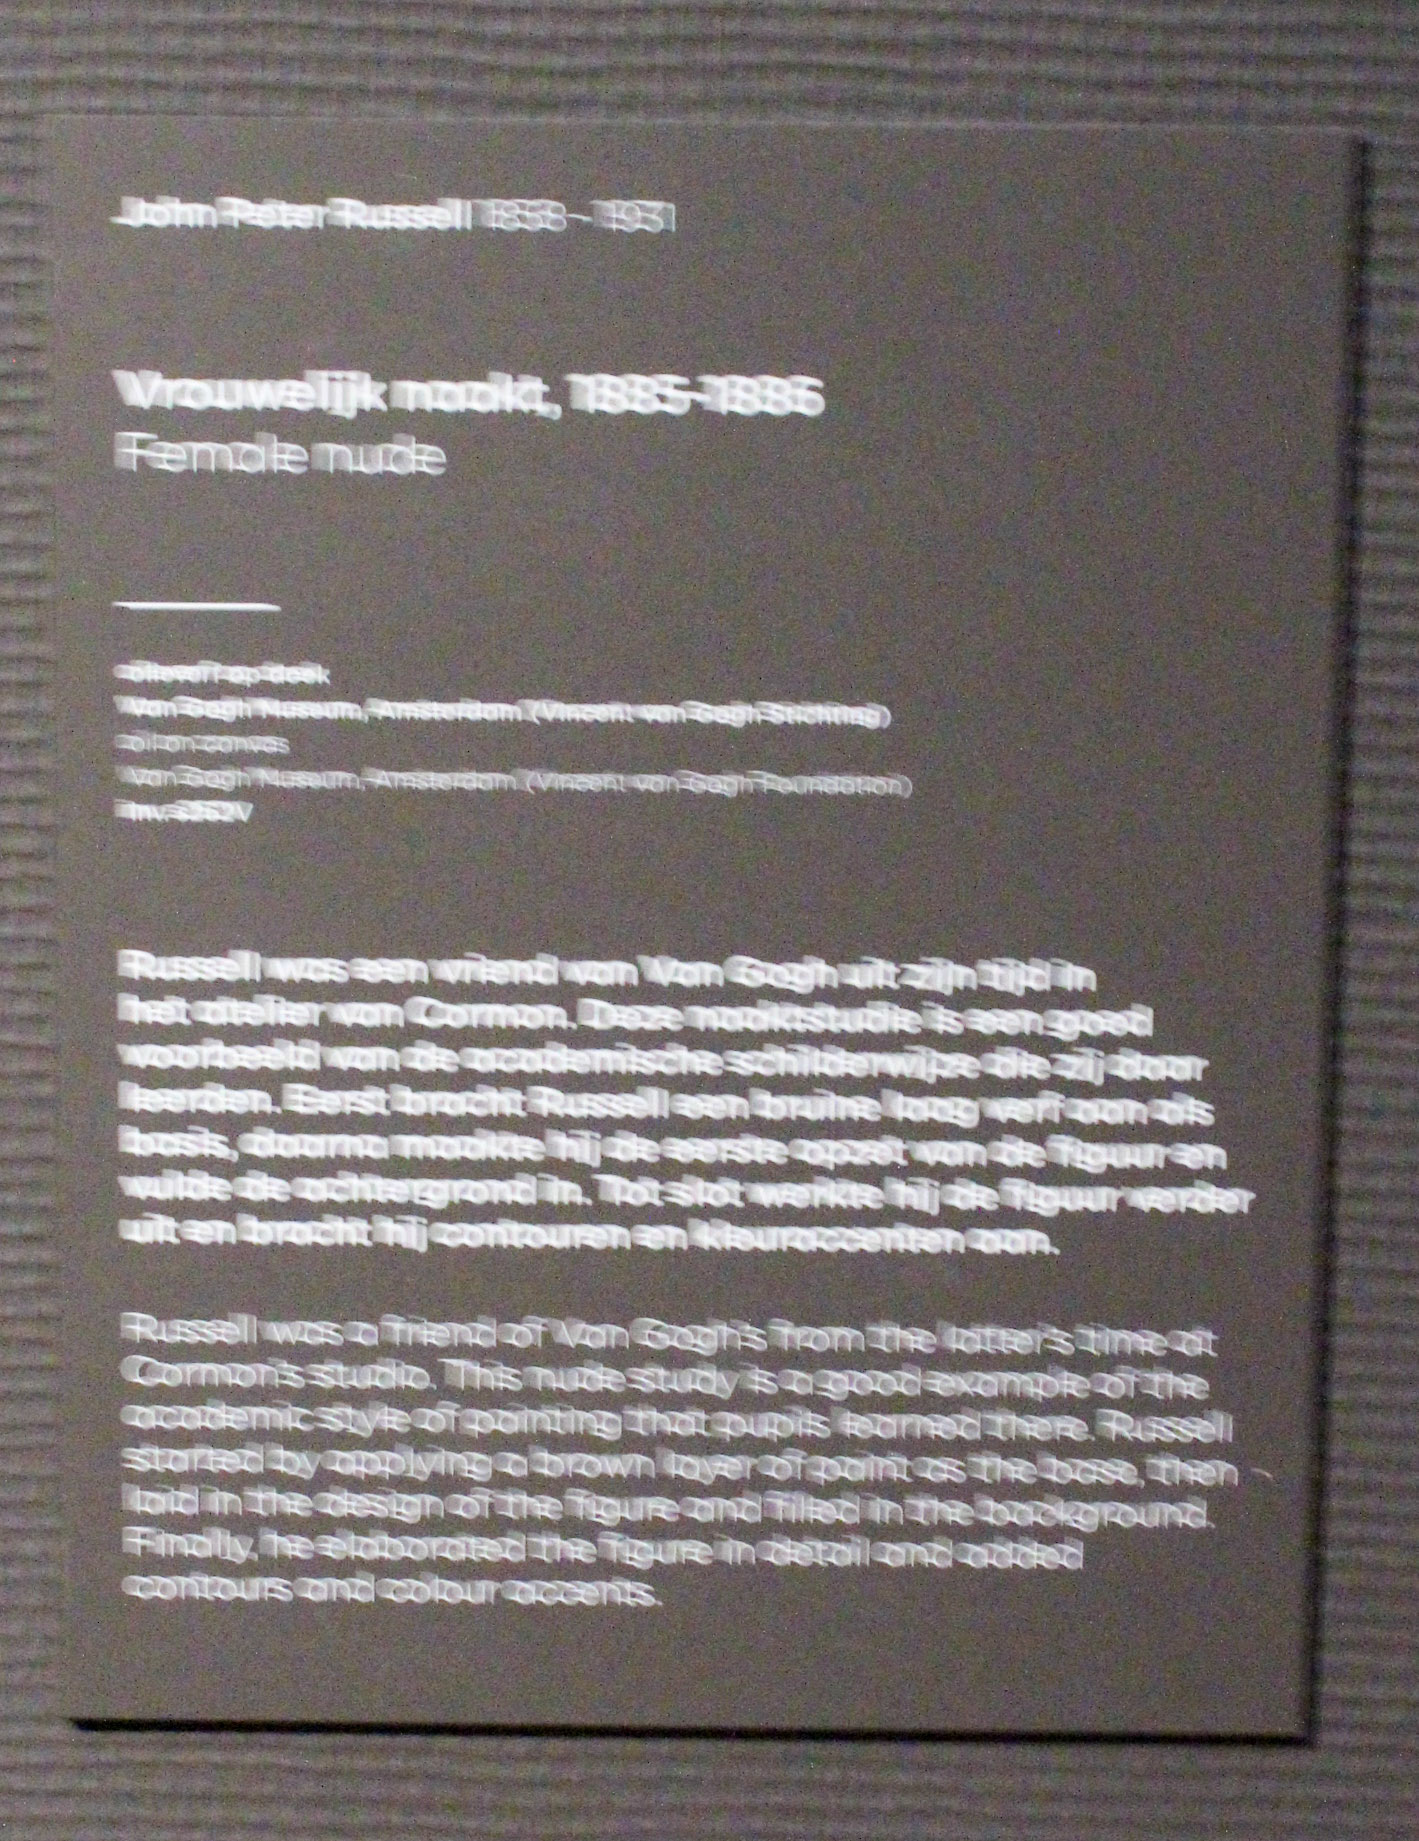 John Peter Russell 1858 – 1931
Vrouwelijk naakt, 1885-1886
Female nude
olieverf op doek
Van Gogh Museum, Amsterdam (Vincent van Gogh Stichting)
oil on canvas
Van Gogh Museum, Amsterdam (Vincent van Gogh Foundation)
Inv.
Russell was een vriend van Van Gogh uit zijn tijd in
het atelier van Cormon. Deze naaktstudie is een goed
voorbeeld van de academische schilderwijze die zij daar
leerden. Eerst bracht Russell een bruine laag verf aan als
basis, daarna maakte hij de eerste opzet van de figuur en
vulde de achtergrond in. Tot slot werkte hij de figuur verder
uit en bracht hij contouren en kleuraccenten aan.
Russell was a friend of Van Gogh's from the latter's time at
Cormon's studio. This nude study is a good example of the
academic style of painting that pupils learned there. Russell
started by applying a brown layer of paint as the base, then
laid in the design of the figure and filled in the background.
Finally, he elaborated the figure in detail and added
contours and colour accents.